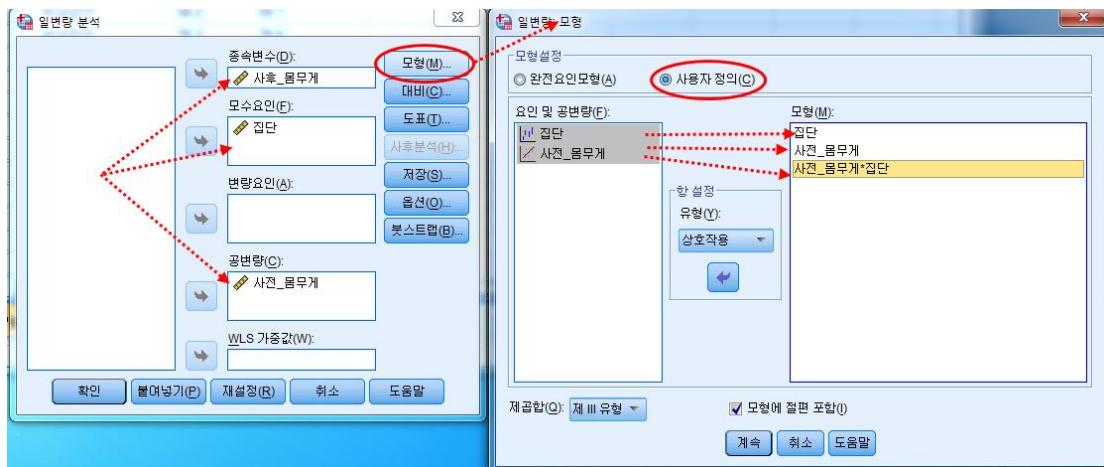 일변량 분석
종속변수(D):
사후_몸무게
모수요인(F):
집단
변량요인(A):
공변량(C):
사전_몸무게
WLS 가중값(W):
모형(M)...
대비(C)...
도표(T)...
사후분석(H)...
저장(S)...
옵션(O)...
붓스트랩(B)...
확인
붙여넣기(P)
재설정(R)
취소
도움말
일변량: 모형
모형설정
완전요인모형(A)
사용자 정의(C)
요인 및 공변량(F):
집단
사전_몸무게
항 설정
유형(Y):
상호작용
모형(M):
집단
사전_몸무게
사전_몸무게*집단
제곱합(Q): 제 III 유형
모형에 절편 포함(I)
계속
취소
도움말